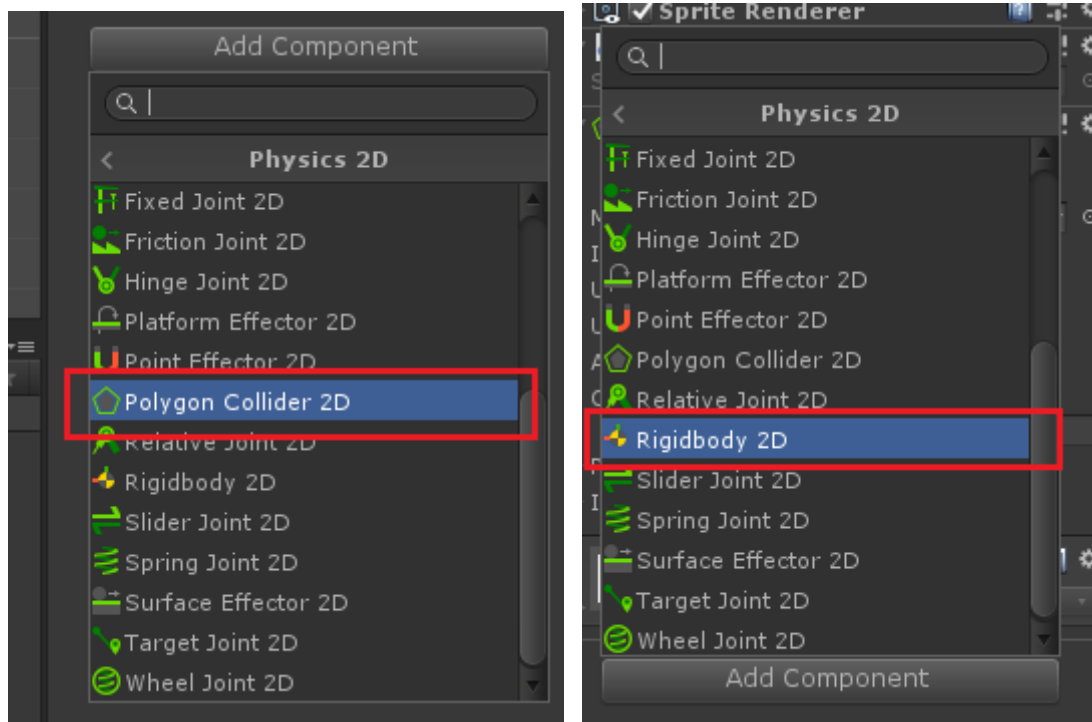 Add Component
Physics 2D
Fixed Joint 2D
Friction Joint 2D
Hinge Joint 2D
Platform Effector 2D
Point Effector 2D
Polygon Collider 2D
Relative Joint 2D
Rigidbody 2D
Slider Joint 2D
Spring Joint 2D
Surface Effector 2D
Target Joint 2D
Wheel Joint 2D
Sprite Renderer
Physics 2D
Fixed Joint 2D
Friction Joint 2D
Hinge Joint 2D
Platform Effector 2D
Point Effector 2D
Polygon Collider 2D
Relative Joint 2D
Rigidbody 2D
Slider Joint 2D
Spring Joint 2D
Surface Effector 2D
Target Joint 2D
Wheel Joint 2D
Add Component